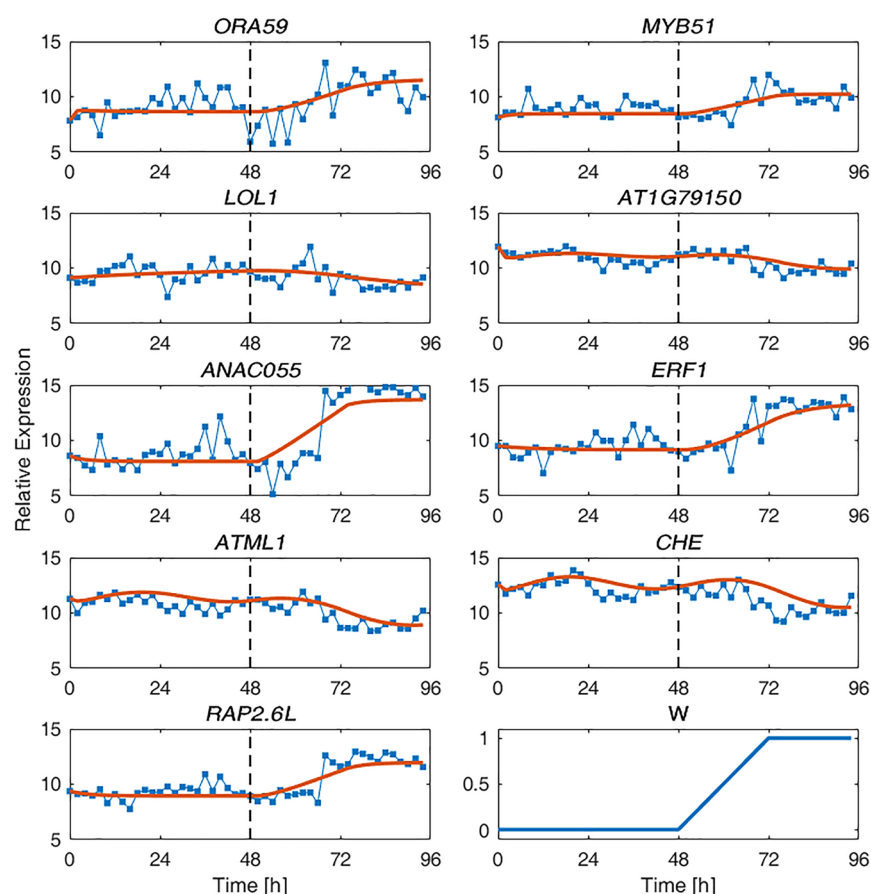 ORA59 MYB51
15 15
10 10
5 5
0 24 48 72 96 0 24 48 72 96
LOL1 AT1G79150
15 15
10 10
5 5
0 24 48 72 96 0 24 48 72 96
ANAC055 ERF1
15 15
10 10
5 5
0 24 48 72 96 0 24 48 72 96
Relative Expression
ATML1 CHE
15 15
10 10
5 5
0 24 48 72 96 0 24 48 72 96
RAP2.6L W
15 1
10 0.5
5 0
0 24 48 72 96 0 24 48 72 96
Time [h] Time [h]